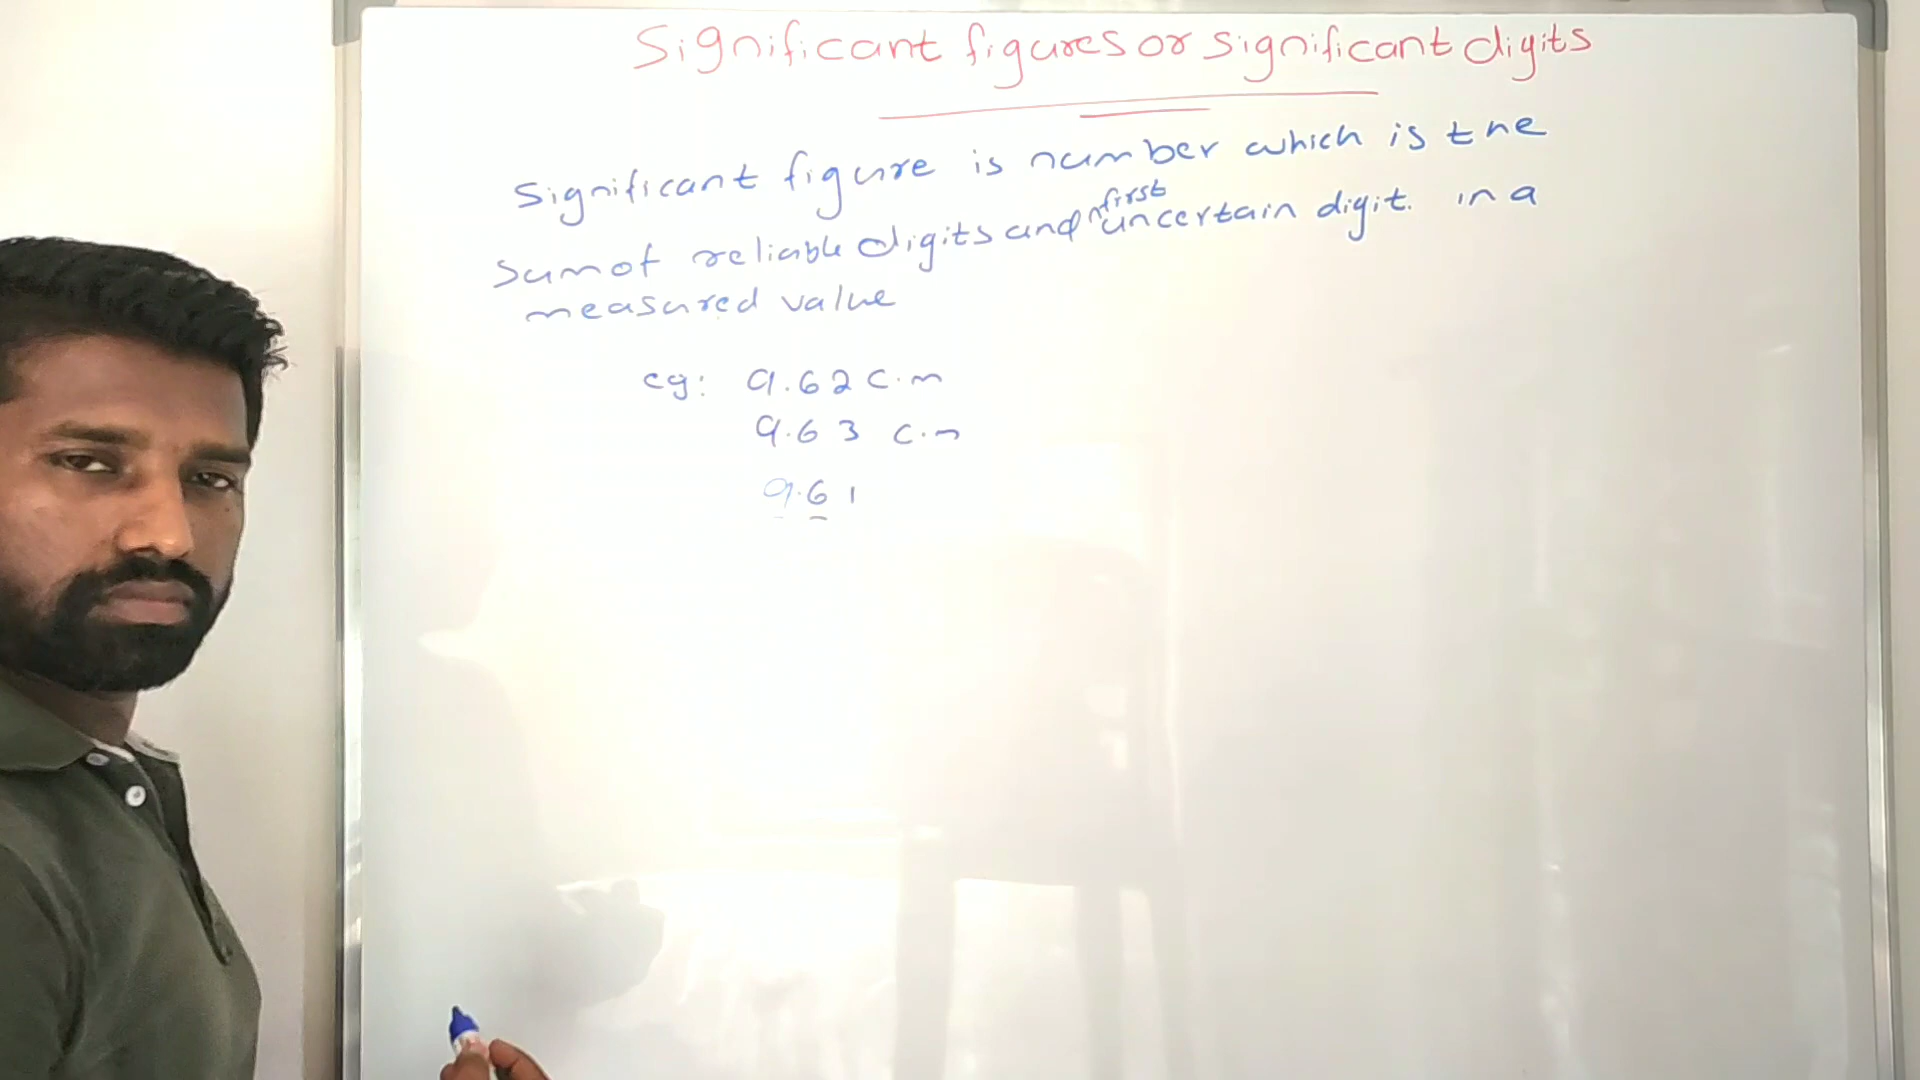 Significant figures or significant digits
Significant figure is number which is the
sum of reliable digits and first uncertain digit. in a
measured value
eg: 9.62 c.m
9.63 c.m
9.61